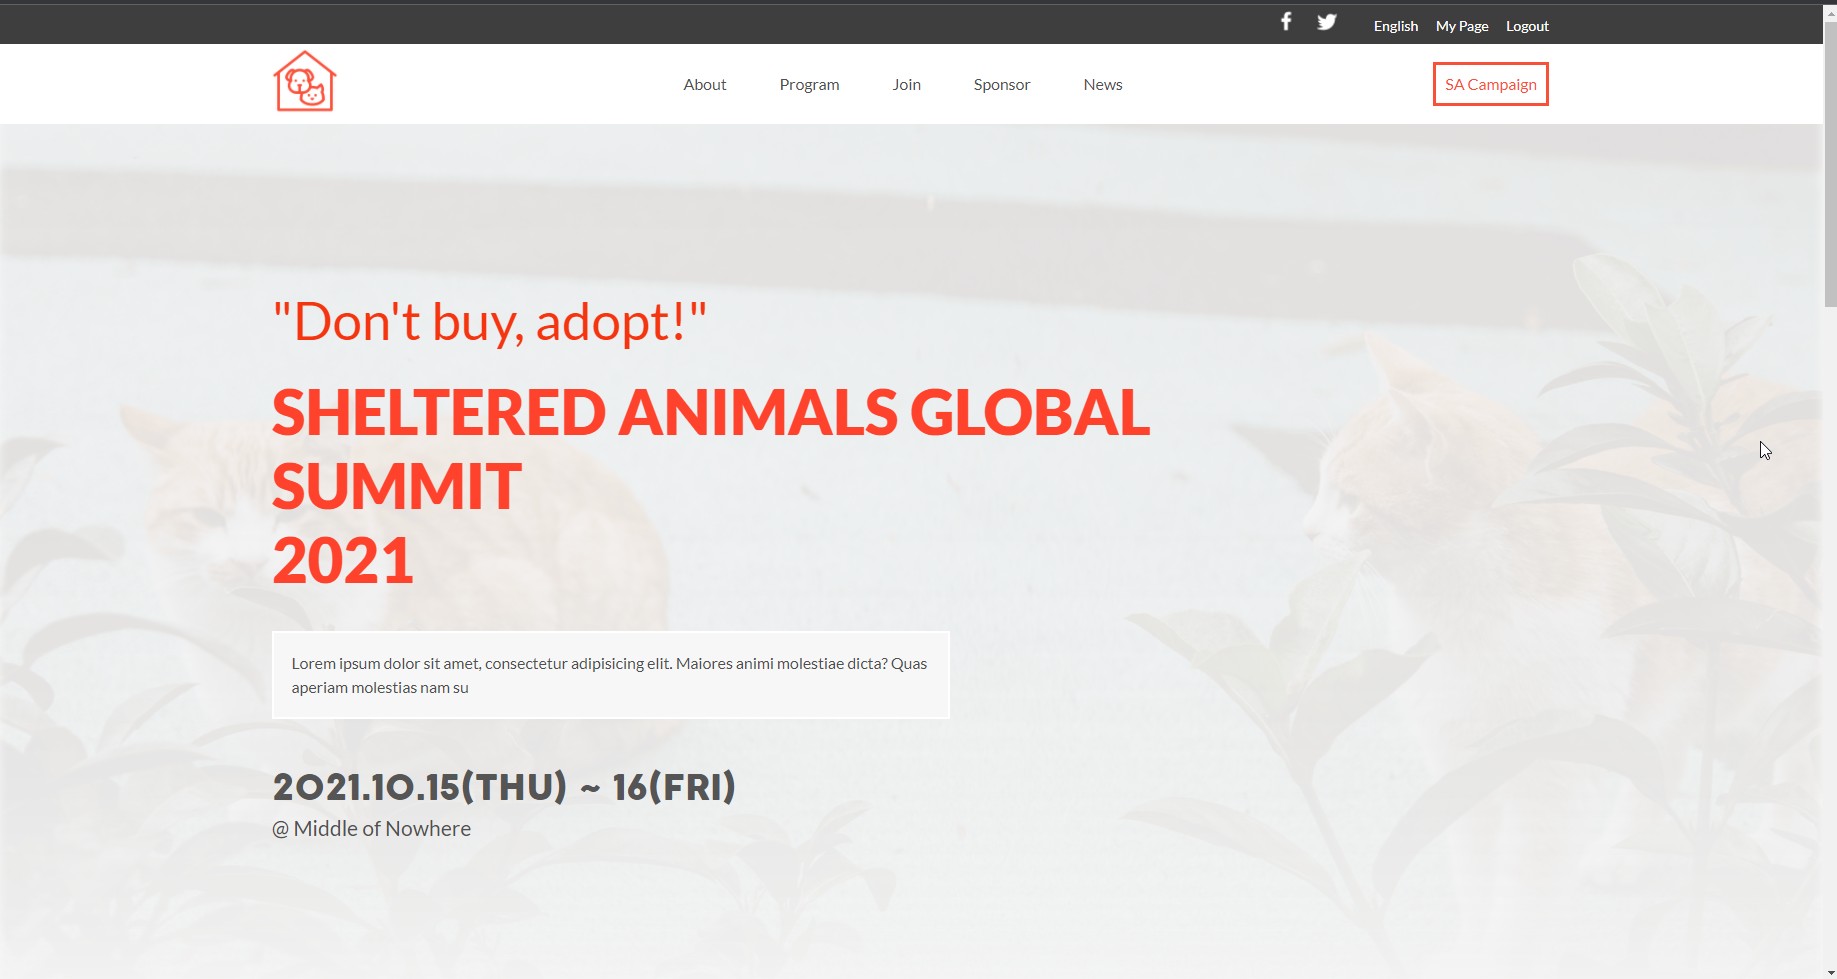 English My Page Logout
About Program Join Sponsor News SA Campaign
"Don't buy, adopt!"
SHELTERED ANIMALS GLOBAL
SUMMIT
2021
Lorem ipsum dolor sit amet, consectetur adipisicing elit. Maiores animi molestiae dicta? Quas
aperiam molestias nam su
2021.10.15(THU) ~ 16(FRI)
@ Middle of Nowhere